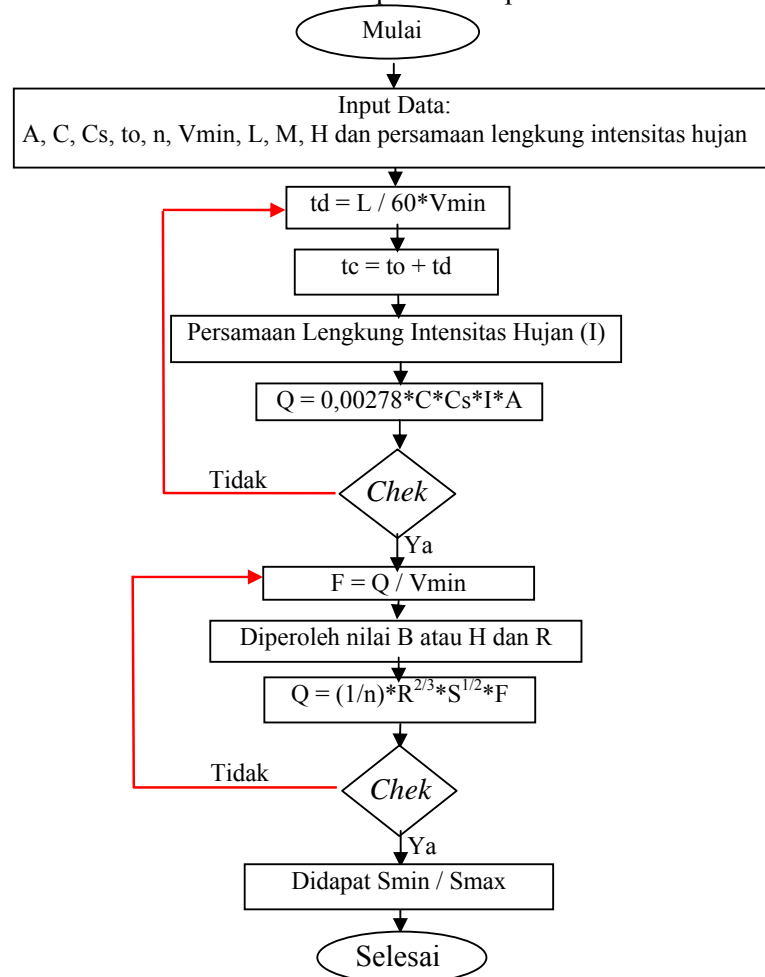 Mulai
Input Data:
A, C, Cs, to, n, Vmin, L, M, H dan persamaan lengkung intensitas hujan
td = L / 60*Vmin
tc = to + td
Persamaan Lengkung Intensitas Hujan (I)
Q = 0,00278*C*Cs*I*A
Tidak
Chek
Ya
F = Q / Vmin
Diperoleh nilai B atau H dan R
Q = (1/n)*R^2/3*S^1/2*F
Tidak
Chek
Ya
Didapat Smin / Smax
Selesai